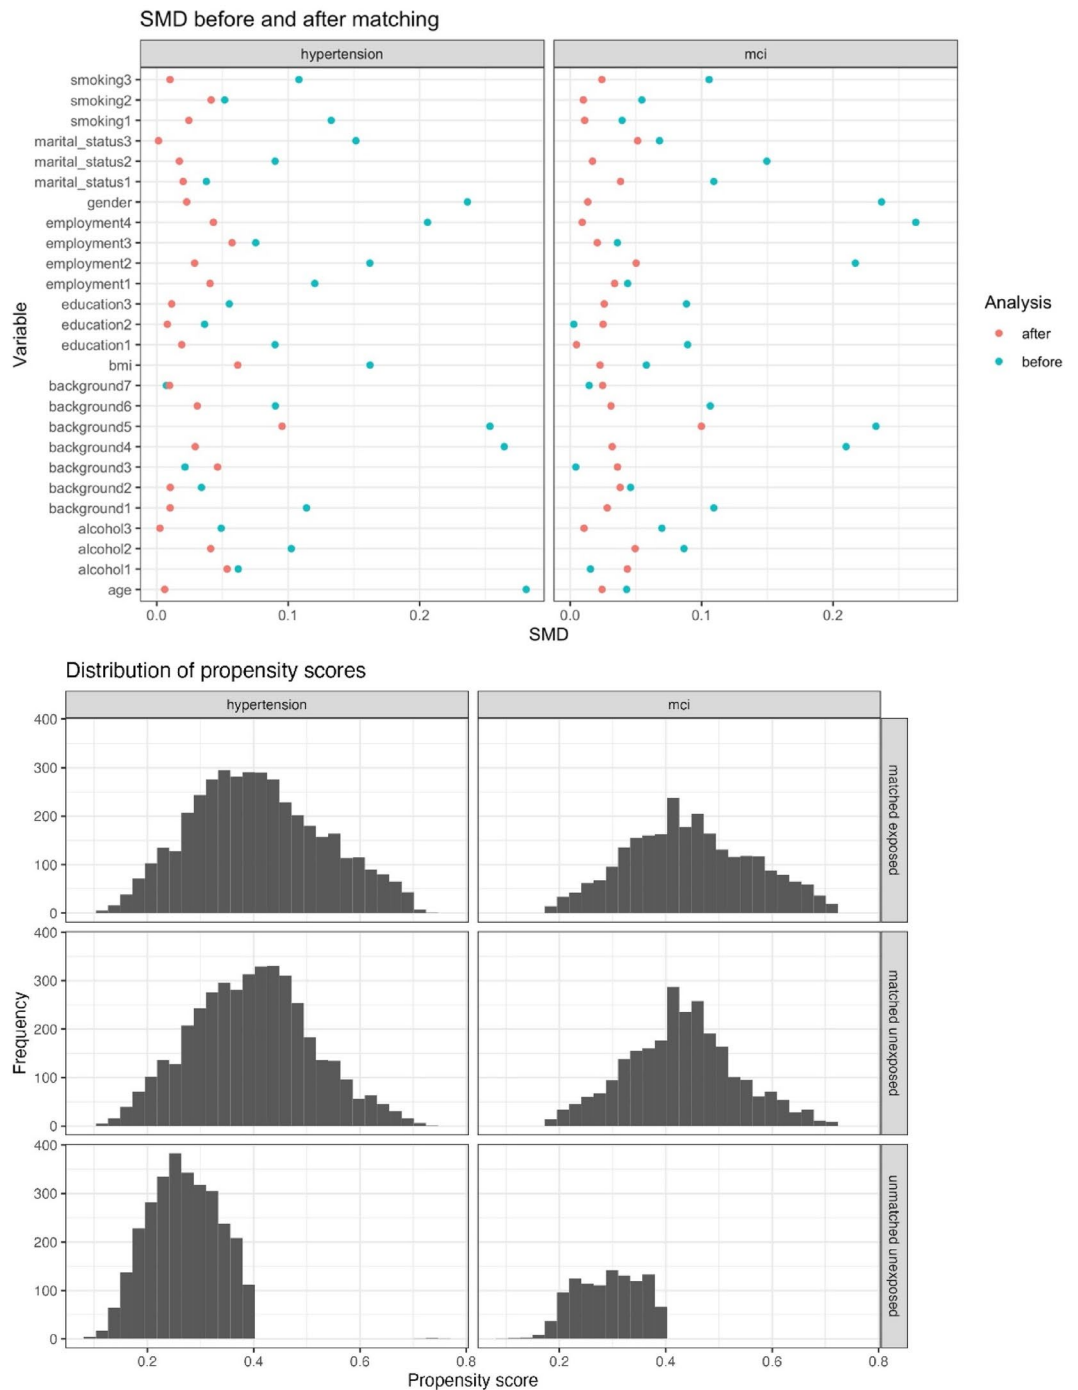 SMD before and after matching
hypertension
mci
smoking3
smoking2
smoking1
marital_status3
marital_status2
marital_status1
gender
employment4
employment3
employment2
employment1
education3
education2
education1
bmi
background7
background6
background5
background4
background3
background2
background1
alcohol3
alcohol2
alcohol1
age
Variable
0.0 0.1 0.2
0.0 0.1 0.2
SMD
Analysis
after
before
Distribution of propensity scores
hypertension
mci
400
300
200
100
0
matched exposed
400
300
200
100
0
matched unexposed
400
300
200
100
0
unmatched unexposed
Frequency
0.2 0.4 0.6 0.8
0.2 0.4 0.6 0.8
Propensity score